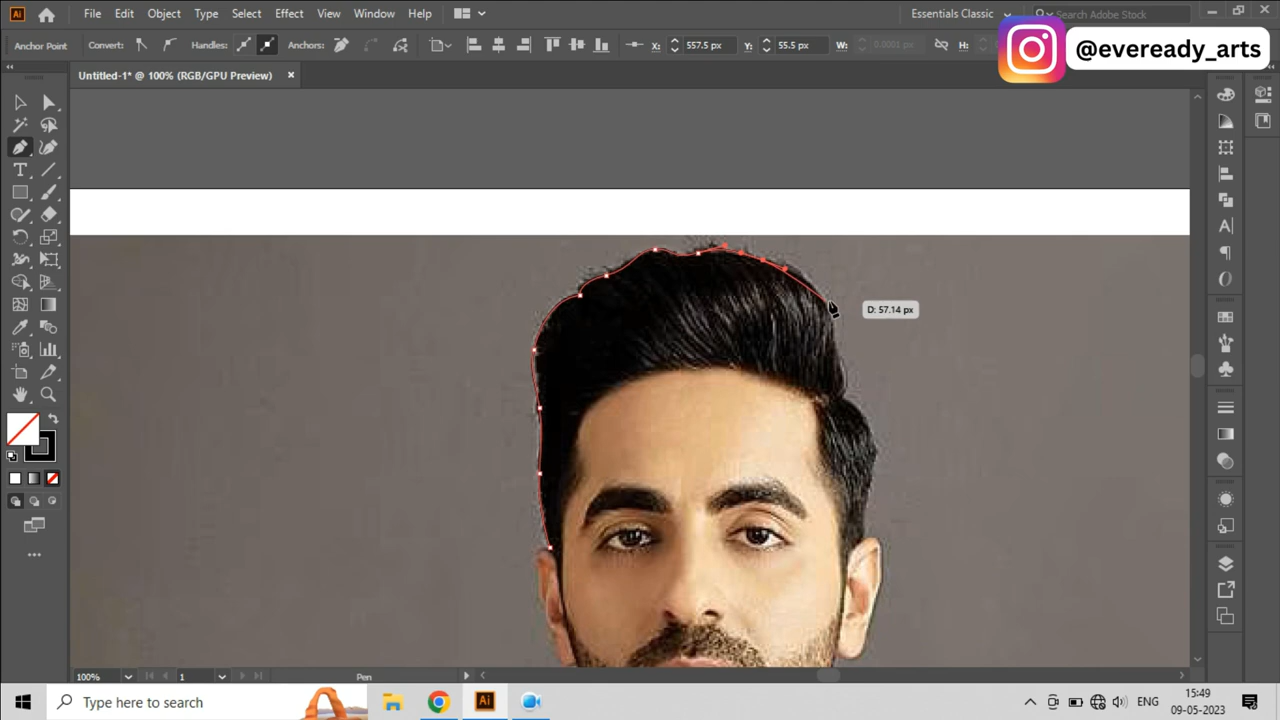 File Edit Object Type Select Effect View Window Help
Essentials Classic
Search Adobe Stock
Anchor Point Convert: Handles: Anchors: X: 557.5 px Y: 55.5 px W: 0.0001 px H:
@eveready_arts
Untitled-1* @ 100% (RGB/GPU Preview) ×
D: 57.14 px
100% 1 Pen
Type here to search
ENG
15:49
09-05-2023